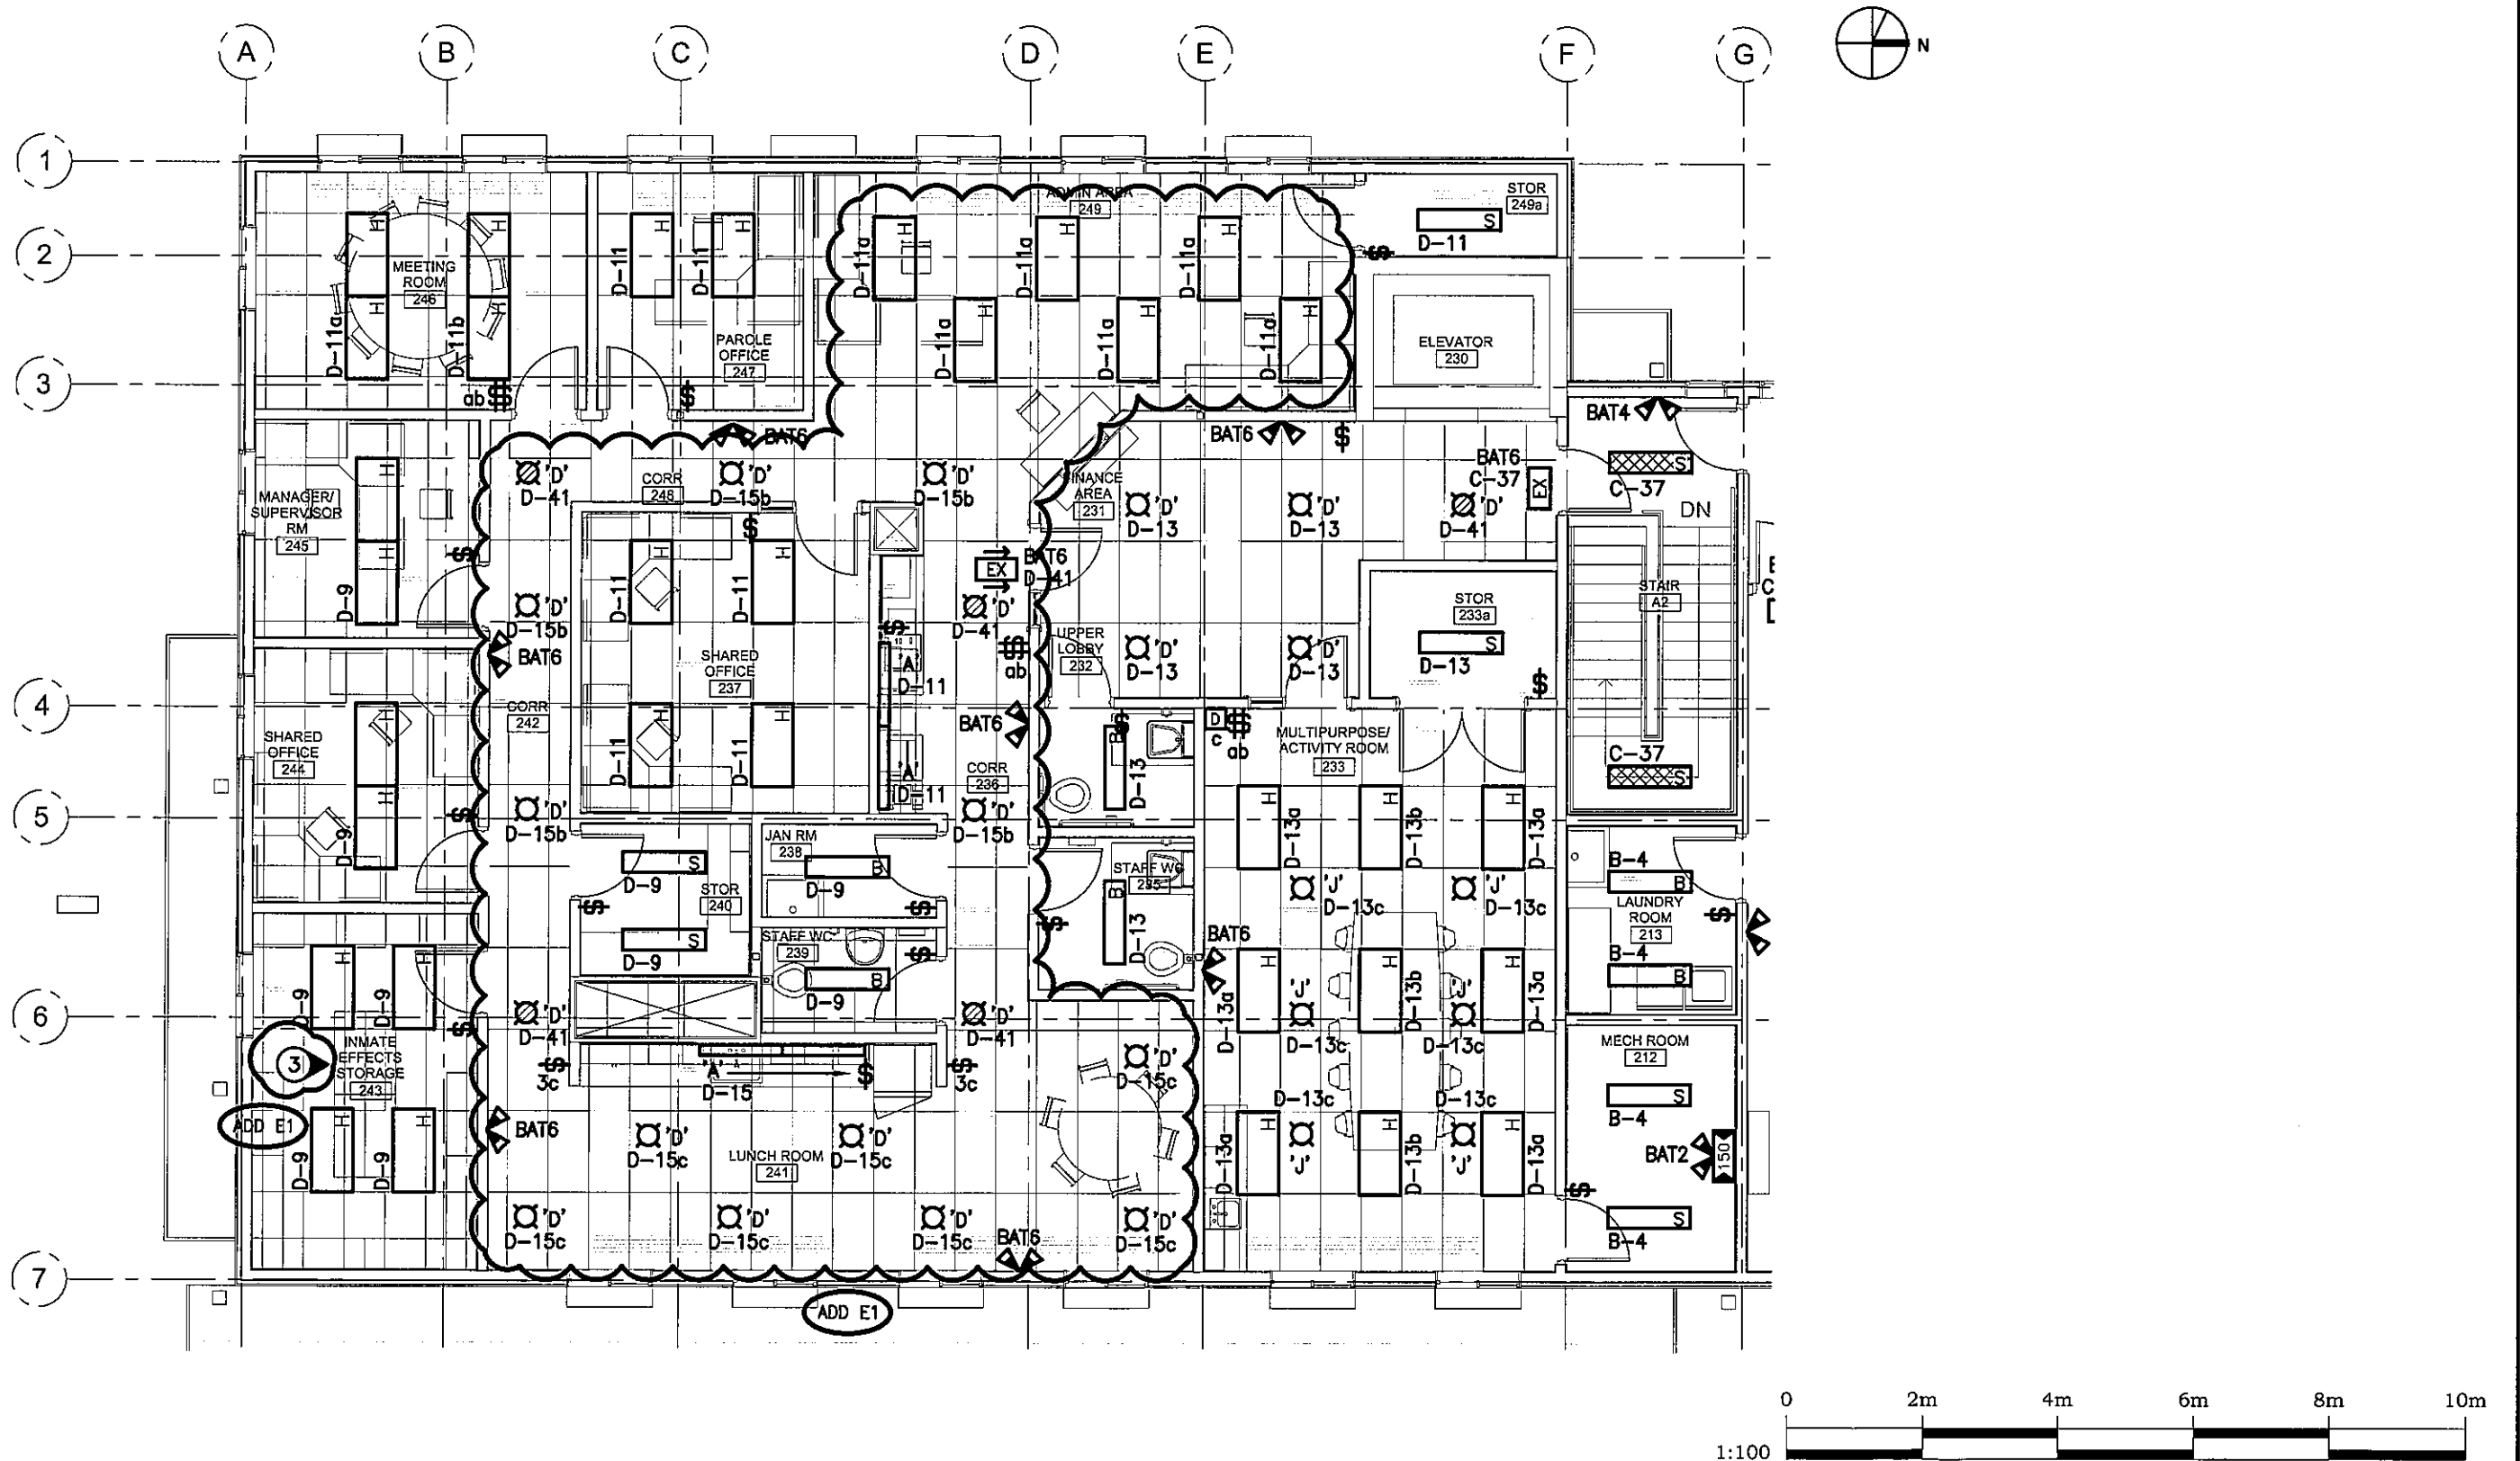 A B C D E F G N
1
ADMIN AREA
249
STOR
249a
S
D-11
2
H H H H H H H
D-11 D-11 D-11a D-11a D-11a
MEETING
ROOM
246
H H H H H
D-11a D-11b D-11a D-11a D-11a
PAROLE
OFFICE
247
ELEVATOR
230
3
ab $ $
BAT6 BAT6 $ BAT4
BAT6
C-37
EX
S
C-37
DN
MANAGER/
SUPERVISOR
RM
245
H
H
D-9
CORR
248
'D' 'D' 'D'
D-41 D-15b D-15b
FINANCE
AREA
231
'D' 'D' 'D'
D-13 D-13 D-41
$ $
H H
D-11 D-11
EX
BAT6
D-41
'D' 'D'
D-15b D-41
BAT6
$
ab
SHARED
OFFICE
237
'A'
D-11
UPPER
LOBBY
232
'D' 'D'
D-13 D-13
STOR
233a
S
D-13
$
STAIR
A2
4
CORR
242
SHARED
OFFICE
244
H
H
D-9
H H
D-11 D-11
'A'
D-11
BAT6
CORR
236
B
D-13
D
c
$
ab
MULTIPURPOSE/
ACTIVITY ROOM
233
C-37
S
5
'D' 'D'
D-15b D-15b
H H H
D-13a D-13b D-13a
S
D-9
STOR
240
S
D-9
JAN RM
238
B
D-9
STAFF WC
239
B
D-9
STAFF WC
235
B
D-13
BAT6
'J' 'J'
D-13c D-13c
B-4
B
LAUNDRY
ROOM
213
B-4
B
6
H H
D-9 D-9
'D' 'D'
D-41 D-41
H H H
D-13a D-13b D-13a
'J' 'J'
D-13c D-13c
MECH ROOM
212
S
B-4
3
INMATE
EFFECTS
STORAGE
243
ADD E1
$
3c
'A'
D-15
$
$
3c
'D'
D-15c
D-13c D-13c
H H
D-9 D-9
BAT6
'D' 'D'
D-15c D-15c
LUNCH ROOM
241
H H H
D-13a D-13b D-13a
'J' 'J'
BAT2
150
S
B-4
'D' 'D' 'D' 'D'
D-15c D-15c D-15c D-15c
BAT6
7
ADD E1
0 2m 4m 6m 8m 10m
1:100